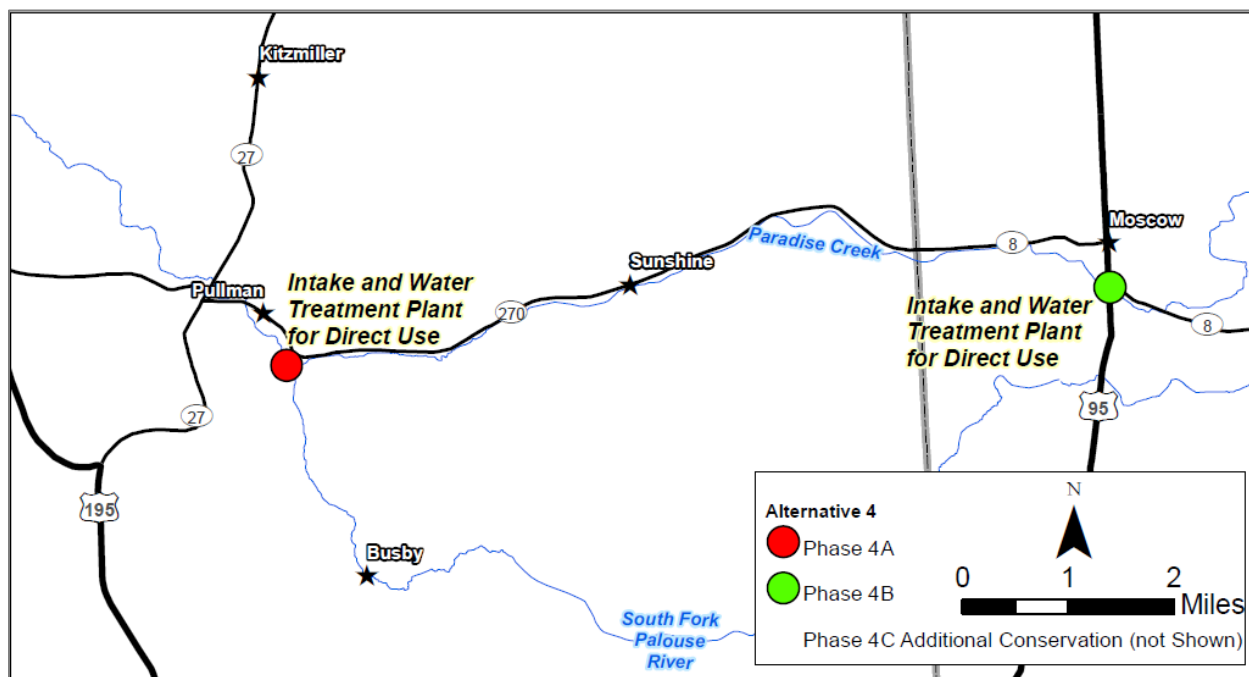 Kitzmiller
27
Paradise Creek
Moscow
8
Sunshine
Pullman
Intake and Water
Treatment Plant
for Direct Use
270
Intake and Water
Treatment Plant
for Direct Use
8
27
95
195
Busby
South Fork
Palouse
River
Alternative 4
Phase 4A
Phase 4B
Phase 4C Additional Conservation (not Shown)
N
0 1 2
Miles